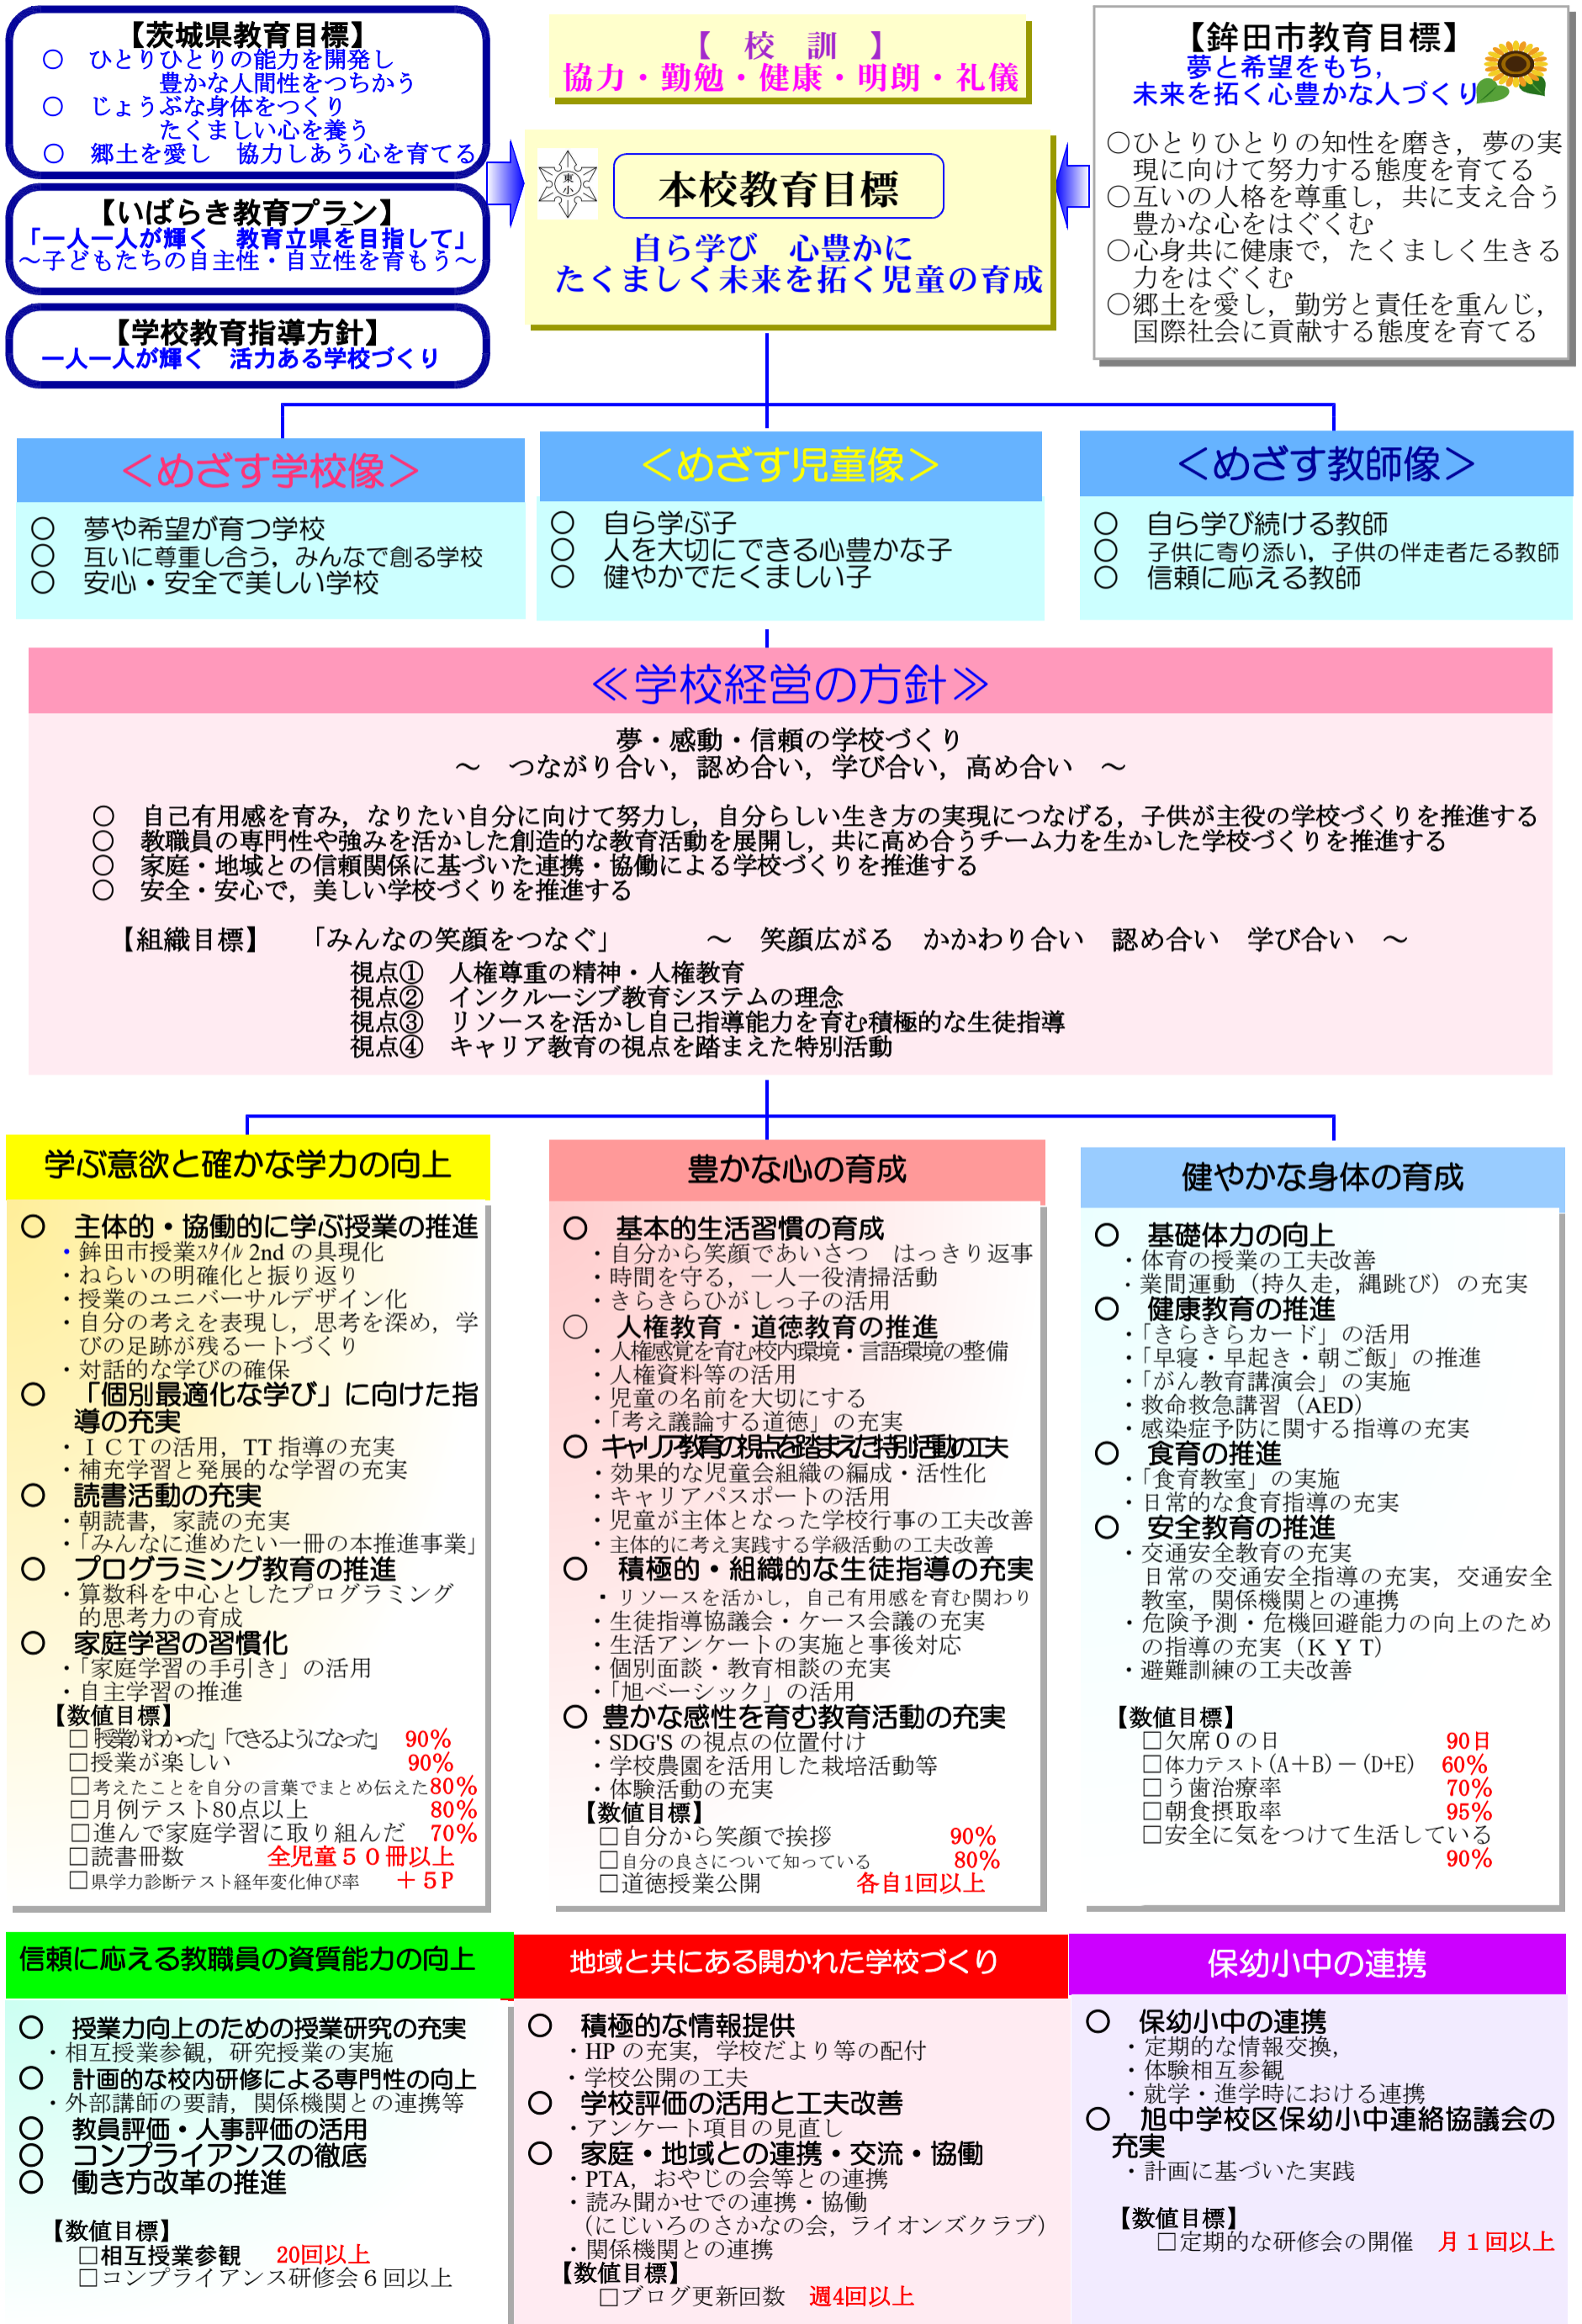 【茨城県教育目標】
○　ひとりひとりの能力を開発し
豊かな人間性をつちかう
○　じょうぶな身体をつくり
たくましい心を養う
○　郷土を愛し　協力しあう心を育てる
【いばらき教育プラン】
「一人一人が輝く　教育立県を目指して」
～子どもたちの自主性・自立性を育もう～
【学校教育指導方針】
一人一人が輝く　活力ある学校づくり
【　校　訓　】
協力・勤勉・健康・明朗・礼儀
東小
本校教育目標
自ら学び　心豊かに
たくましく未来を拓く児童の育成
【鉾田市教育目標】
夢と希望をもち，
未来を拓く心豊かな人づくり
○ひとりひとりの知性を磨き，夢の実
現に向けて努力する態度を育てる
○互いの人格を尊重し，共に支え合う
豊かな心をはぐくむ
○心身共に健康で，たくましく生きる
力をはぐくむ
○郷土を愛し，勤労と責任を重んじ，
国際社会に貢献する態度を育てる
＜めざす学校像＞
○　夢や希望が育つ学校
○　互いに尊重し合う，みんなで創る学校
○　安心・安全で美しい学校
＜めざす児童像＞
○　自ら学ぶ子
○　人を大切にできる心豊かな子
○　健やかでたくましい子
＜めざす教師像＞
○　自ら学び続ける教師
○　子供に寄り添い，子供の伴走者たる教師
○　信頼に応える教師
≪学校経営の方針≫
夢・感動・信頼の学校づくり
～　つながり合い，認め合い，学び合い，高め合い　～
○　自己有用感を育み，なりたい自分に向けて努力し，自分らしい生き方の実現につなげる，子供が主役の学校づくりを推進する
○　教職員の専門性や強みを活かした創造的な教育活動を展開し，共に高め合うチーム力を生かした学校づくりを推進する
○　家庭・地域との信頼関係に基づいた連携・協働による学校づくりを推進する
○　安全・安心で，美しい学校づくりを推進する
【組織目標】　「みんなの笑顔をつなぐ」　　～　笑顔広がる　かかわり合い　認め合い　学び合い　～
視点①　人権尊重の精神・人権教育
視点②　インクルーシブ教育システムの理念
視点③　リソースを活かし自己指導能力を育む積極的な生徒指導
視点④　キャリア教育の視点を踏まえた特別活動
学ぶ意欲と確かな学力の向上
○　主体的・協働的に学ぶ授業の推進
・鉾田市授業ｽﾀｲﾙ 2nd の具現化
・ねらいの明確化と振り返り
・授業のユニバーサルデザイン化
・自分の考えを表現し，思考を深め，学
びの足跡が残るートづくり
・対話的な学びの確保
○　「個別最適化な学び」に向けた指
導の充実
・ＩＣＴの活用，TT 指導の充実
・補充学習と発展的な学習の充実
○　読書活動の充実
・朝読書，家読の充実
・「みんなに進めたい一冊の本推進事業」
○　プログラミング教育の推進
・算数科を中心としたプログラミング
的思考力の育成
○　家庭学習の習慣化
・「家庭学習の手引き」の活用
・自主学習の推進
【数値目標】
□「授業がわかった」「できるようになった」　90%
□授業が楽しい　90%
□考えたことを自分の言葉でまとめ伝えた80%
□月例テスト80点以上　80%
□進んで家庭学習に取り組んだ　70%
□読書冊数　全児童５０冊以上
□県学力診断テスト経年変化伸び率　＋５P
豊かな心の育成
○　基本的生活習慣の育成
・自分から笑顔であいさつ　はっきり返事
・時間を守る，一人一役清掃活動
・きらきらひがしっ子の活用
○　人権教育・道徳教育の推進
・人権感覚を育む校内環境・言語環境の整備
・人権資料等の活用
・児童の名前を大切にする
・「考え議論する道徳」の充実
○ キャリア教育の視点を踏まえた特別活動の工夫
・効果的な児童会組織の編成・活性化
・キャリアパスポートの活用
・児童が主体となった学校行事の工夫改善
・主体的に考え実践する学級活動の工夫改善
○　積極的・組織的な生徒指導の充実
・リソースを活かし，自己有用感を育む関わり
・生徒指導協議会・ケース会議の充実
・生活アンケートの実施と事後対応
・個別面談・教育相談の充実
・「旭ベーシック」の活用
○ 豊かな感性を育む教育活動の充実
・SDG'S の視点の位置付け
・学校農園を活用した栽培活動等
・体験活動の充実
【数値目標】
□自分から笑顔で挨拶　90%
□自分の良さについて知っている　80%
□道徳授業公開　各自1回以上
健やかな身体の育成
○　基礎体力の向上
・体育の授業の工夫改善
・業間運動（持久走，縄跳び）の充実
○　健康教育の推進
・「きらきらカード」の活用
・「早寝・早起き・朝ご飯」の推進
・「がん教育講演会」の実施
・救命救急講習（AED）
・感染症予防に関する指導の充実
○　食育の推進
・「食育教室」の実施
・日常的な食育指導の充実
○　安全教育の推進
・交通安全教育の充実
日常の交通安全指導の充実，交通安全
教室，関係機関との連携
・危険予測・危機回避能力の向上のため
の指導の充実（ＫＹＴ）
・避難訓練の工夫改善
【数値目標】
□欠席０の日　90日
□体力テスト(A＋B)－(D+E)　60%
□う歯治療率　70%
□朝食摂取率　95%
□安全に気をつけて生活している
90%
信頼に応える教職員の資質能力の向上
○　授業力向上のための授業研究の充実
・相互授業参観，研究授業の実施
○　計画的な校内研修による専門性の向上
・外部講師の要請，関係機関との連携等
○　教員評価・人事評価の活用
○　コンプライアンスの徹底
○　働き方改革の推進
【数値目標】
□相互授業参観　20回以上
□コンプライアンス研修会６回以上
地域と共にある開かれた学校づくり
○　積極的な情報提供
・HP の充実，学校だより等の配付
・学校公開の工夫
○　学校評価の活用と工夫改善
・アンケート項目の見直し
○　家庭・地域との連携・交流・協働
・PTA，おやじの会等との連携
・読み聞かせでの連携・協働
（にじいろのさかなの会，ライオンズクラブ）
・関係機関との連携
【数値目標】
□ブログ更新回数　週4回以上
保幼小中の連携
○　保幼小中の連携
・定期的な情報交換，
・体験相互参観
・就学・進学時における連携
○　旭中学校区保幼小中連絡協議会の
充実
・計画に基づいた実践
【数値目標】
□定期的な研修会の開催　月１回以上